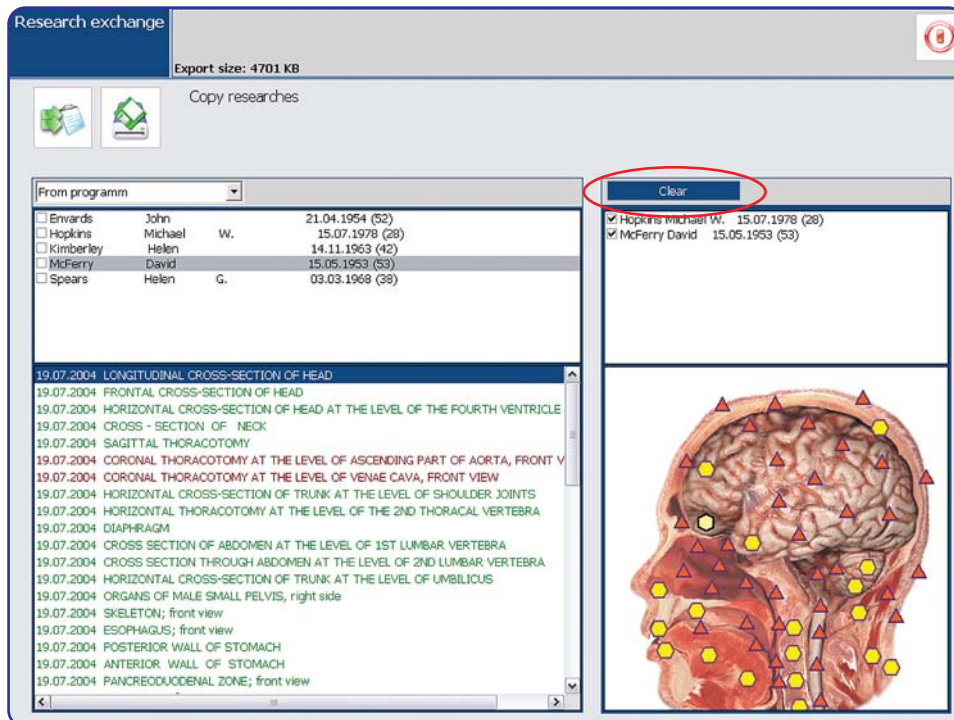 Research exchange
Export size: 4701 KB
Copy researches
From programm
Clear
Envards John 21.04.1954 (52)
Hopkins Michael W. 15.07.1978 (28)
Kimberley Helen 14.11.1963 (42)
McFerry David 15.05.1953 (53)
Spears Helen G. 03.03.1968 (38)
Hopkins Michael W. 15.07.1978 (28)
McFerry David 15.05.1953 (53)
19.07.2004 LONGITUDINAL CROSS-SECTION OF HEAD
19.07.2004 FRONTAL CROSS-SECTION OF HEAD
19.07.2004 HORIZONTAL CROSS-SECTION OF HEAD AT THE LEVEL OF THE FOURTH VENTRICLE
19.07.2004 CROSS - SECTION OF NECK
19.07.2004 SAGITTAL THORACOTOMY
19.07.2004 CORONAL THORACOTOMY AT THE LEVEL OF ASCENDING PART OF AORTA, FRONT V
19.07.2004 CORONAL THORACOTOMY AT THE LEVEL OF VENAE CAVA, FRONT VIEW
19.07.2004 HORIZONTAL CROSS-SECTION OF TRUNK AT THE LEVEL OF SHOULDER JOINTS
19.07.2004 HORIZONTAL THORACOTOMY AT THE LEVEL OF THE 2ND THORACAL VERTEBRA
19.07.2004 DIAPHRAGM
19.07.2004 CROSS SECTION OF ABDOMEN AT THE LEVEL OF 1ST LUMBAR VERTEBRA
19.07.2004 CROSS SECTION THROUGH ABDOMEN AT THE LEVEL OF 2ND LUMBAR VERTEBRA
19.07.2004 HORIZONTAL CROSS-SECTION OF TRUNK AT THE LEVEL OF UMBILICUS
19.07.2004 ORGANS OF MALE SMALL PELVIS, right side
19.07.2004 SKELETON; front view
19.07.2004 ESOPHAGUS; front view
19.07.2004 POSTERIOR WALL OF STOMACH
19.07.2004 ANTERIOR WALL OF STOMACH
19.07.2004 PANCREODUODENAL ZONE; front view